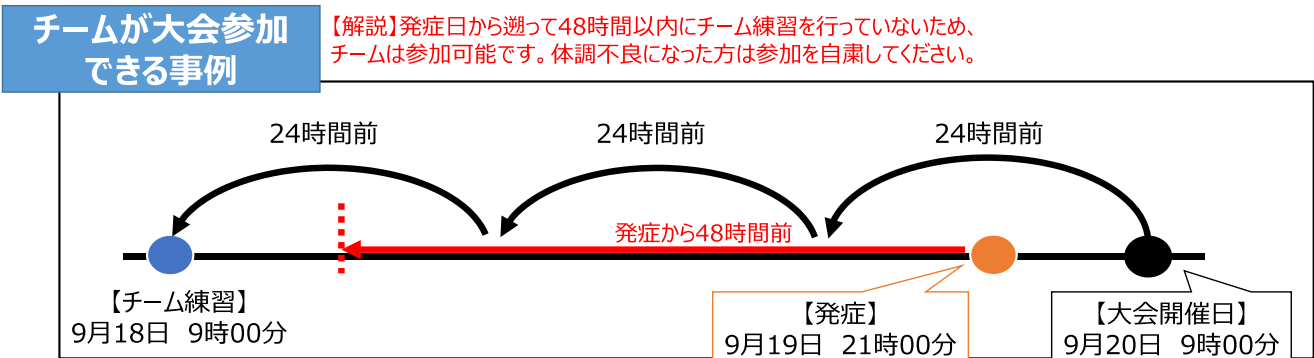 チームが大会参加
できる事例
【解説】発症日から遡って48時間以内にチーム練習を行っていないため、
チームは参加可能です。体調不良になった方は参加を自粛してください。
24時間前
24時間前
24時間前
発症から48時間前
【チーム練習】
9月18日 9時00分
【発症】
9月19日 21時00分
【大会開催日】
9月20日 9時00分